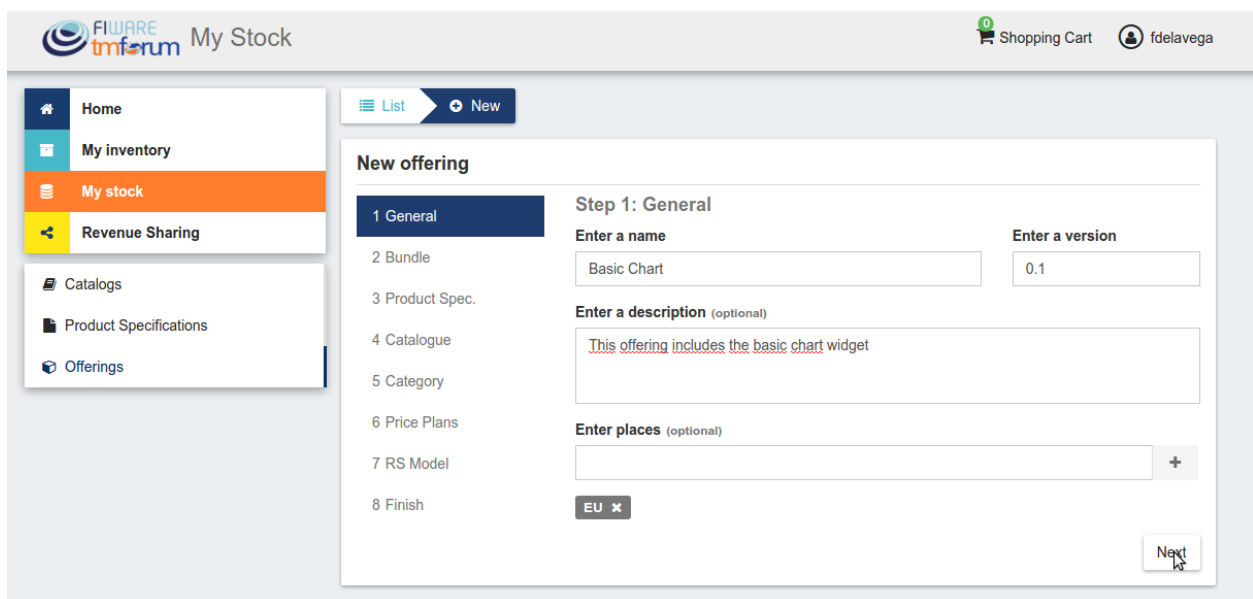 FIWARE
tmforum
My Stock
0
Shopping Cart
fdelavega
Home
My inventory
My stock
Revenue Sharing
Catalogs
Product Specifications
Offerings
List
New
New offering
1 General
2 Bundle
3 Product Spec.
4 Catalogue
5 Category
6 Price Plans
7 RS Model
8 Finish
Step 1: General
Enter a name
Enter a version
Basic Chart
0.1
Enter a description (optional)
This offering includes the basic chart widget
Enter places (optional)
+
EU ×
Next